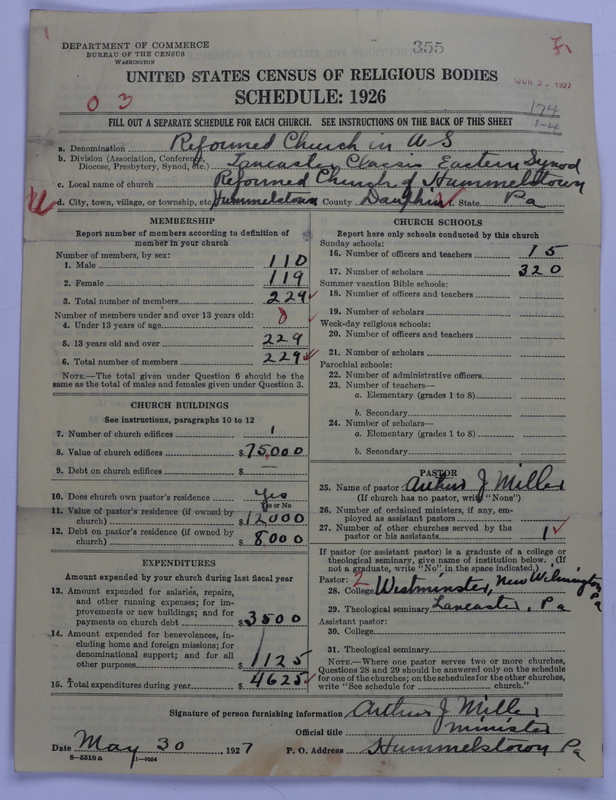 DEPARTMENT OF COMMERCE
BUREAU OF THE CENSUS
WASHINGTON
355
UNITED STATES CENSUS OF RELIGIOUS BODIES
SCHEDULE: 1926
JUN 2 - 1927
0 3
174
1-4
FILL OUT A SEPARATE SCHEDULE FOR EACH CHURCH. SEE INSTRUCTIONS ON THE BACK OF THIS SHEET
a. Denomination Reformed Church in U S
b. Division (Association, Conference, Diocese, Presbytery, Synod, etc.) Lancaster Classis Eastern Synod
c. Local name of church Reformed Church of Hummelstown
d. City, town, village, or township, etc. Hummelstown County Dauphin State Pa
MEMBERSHIP
Report number of members according to definition of
member in your church
Number of members, by sex:
1. Male 110
2. Female 119
3. Total number of members 229
Number of members under and over 13 years old:
4. Under 13 years of age 0
5. 13 years old and over 229
6. Total number of members 229
NOTE.—The total given under Question 6 should be
same as the total of males and females given under Question 3.
CHURCH BUILDINGS
See instructions, paragraphs 10 to 12
7. Number of church edifices 1
8. Value of church edifices $75,000
9. Debt on church edifices $ —
10. Does church own pastor's residence yes
Yes or No
11. Value of pastor's residence (if owned by
church) $12000
12. Debt on pastor's residence (if owned by
church) $8000
EXPENDITURES
Amount expended by your church during last fiscal year
13. Amount expended for salaries, repairs,
and other running expenses; for im-
provements or new buildings; and for
payments on church debt $3500
14. Amount expended for benevolences, in-
cluding home and foreign missions; for
denominational support; and for all
other purposes 1125
15. Total expenditures during year $4625
CHURCH SCHOOLS
Report here only schools conducted by this church
Sunday schools:
16. Number of officers and teachers 15
17. Number of scholars 320
Summer vacation Bible schools:
18. Number of officers and teachers
19. Number of scholars
Week-day religious schools:
20. Number of officers and teachers
21. Number of scholars
Parochial schools:
22. Number of administrative officers
23. Number of teachers—
a. Elementary (grades 1 to 8)
b. Secondary
24. Number of scholars—
a. Elementary (grades 1 to 8)
b. Secondary
PASTOR
25. Name of pastor Arthur J Miller
(If church has no pastor, write "None")
26. Number of ordained ministers, if any, em-
ployed as assistant pastors
27. Number of other churches served by the
pastor or his assistants 1
If pastor (or assistant pastor) is a graduate of a college or
theological seminary, give name of institution below. (If
not a graduate, write "No" in the space indicated.)
Pastor: 2
28. College Westminster, New Wilmington Pa
29. Theological seminary Lancaster, Pa
Assistant pastor:
30. College
31. Theological seminary
NOTE.—Where one pastor serves two or more churches,
Questions 28 and 29 should be answered only on the schedule
for one of the churches; on the schedules for the other churches,
write "See schedule for church."
Signature of person furnishing information Arthur J Miller
Official title minister
Date May 30, 1927 P. O. Address Hummelstown Pa
8-5518a 11-9084